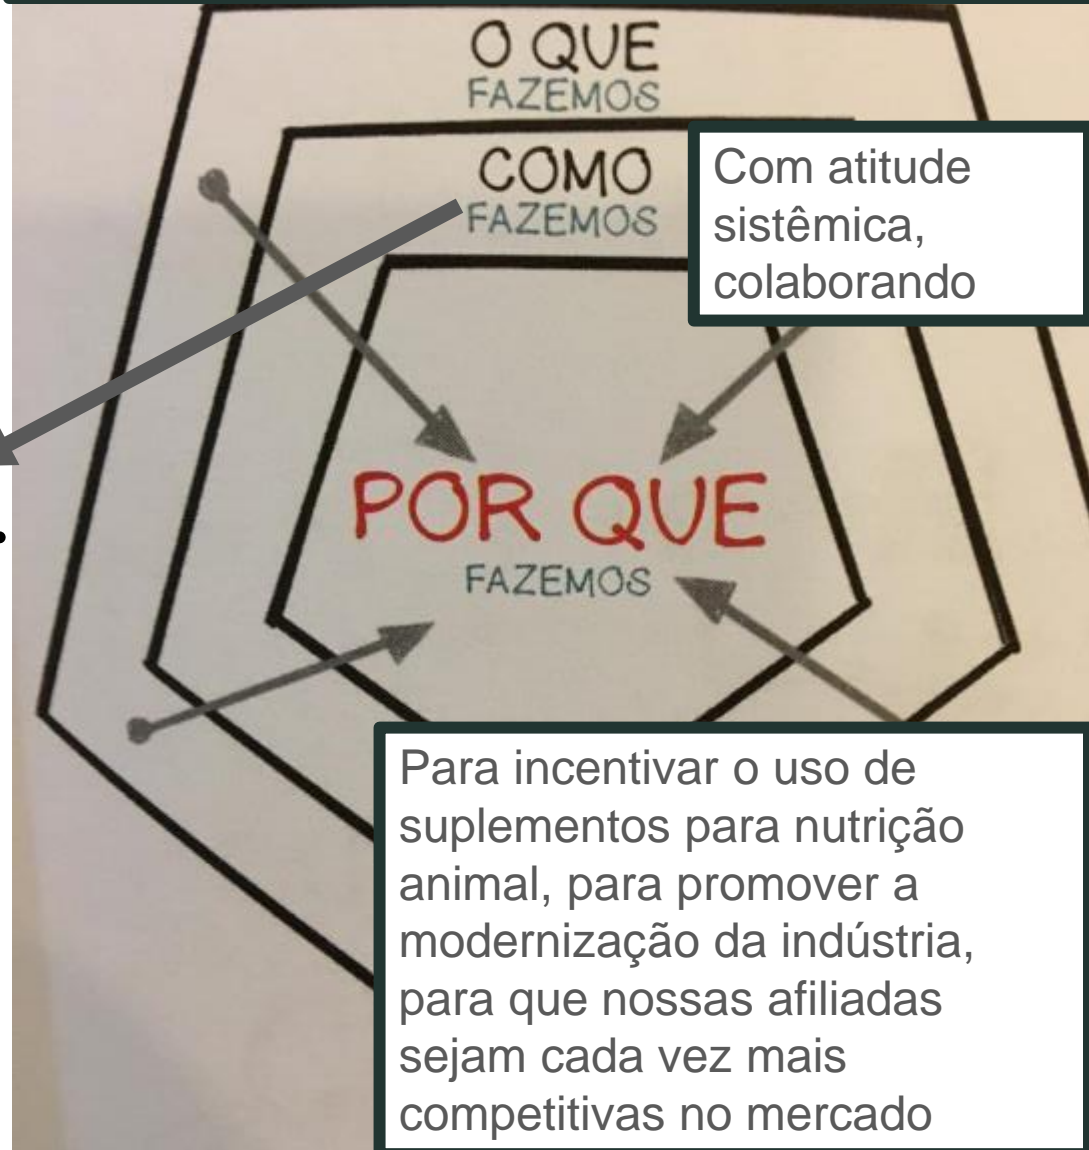 O QUE
FAZEMOS
COMO
FAZEMOS
Com atitude
sistêmica,
colaborando
POR QUE
FAZEMOS
Para incentivar o uso de
suplementos para nutrição
animal, para promover a
modernização da indústria,
para que nossas afiliadas
sejam cada vez mais
competitivas no mercado